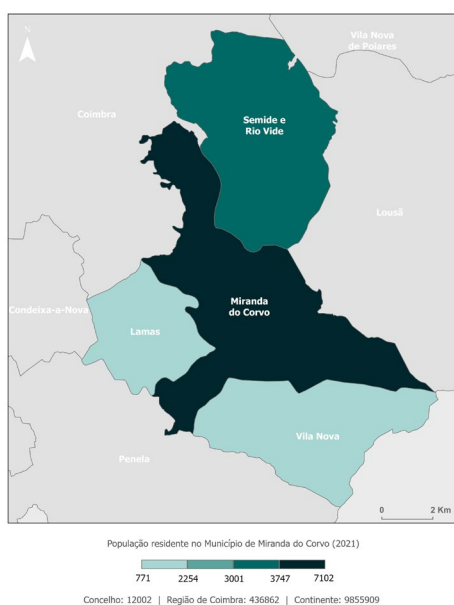 N
Vila Nova
de Poiares
Coimbra
Semide e
Rio Vide
Lousã
Condeixa-a-Nova
Miranda
do Corvo
Lamas
Vila Nova
Penela
0 2 Km
População residente no Município de Miranda do Corvo (2021)
771 2254 3001 3747 7102
Concelho: 12002 | Região de Coimbra: 436862 | Continente: 9855909